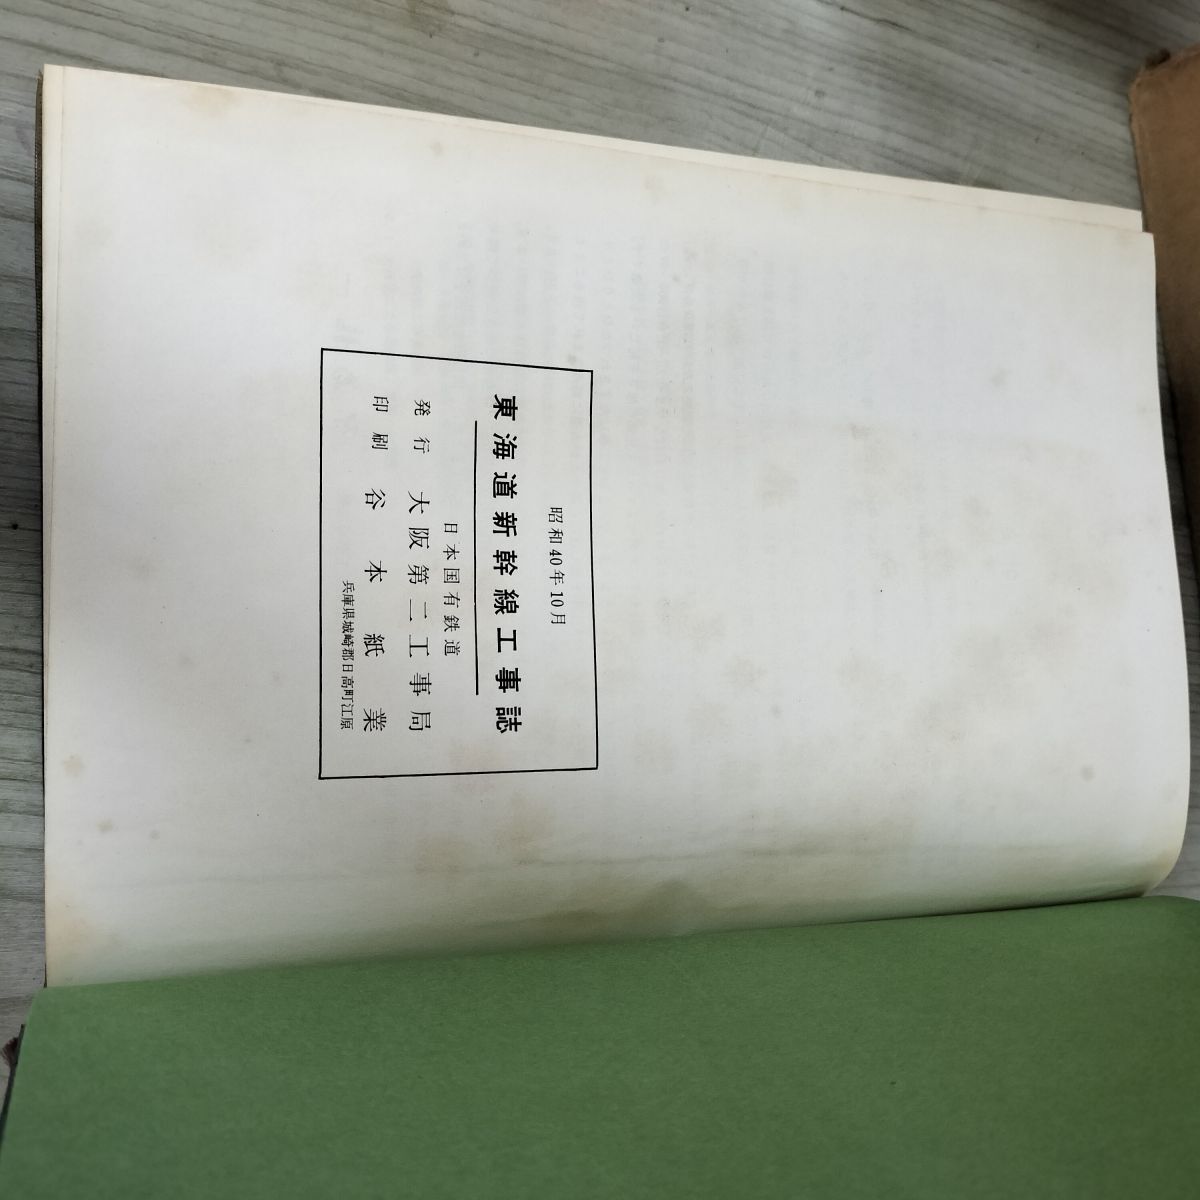 昭和40年10月
東海道新幹線工事誌
日本国有鉄道
発行 大阪第二工事局
印刷 谷本紙業
兵庫県城崎郡日高町江原